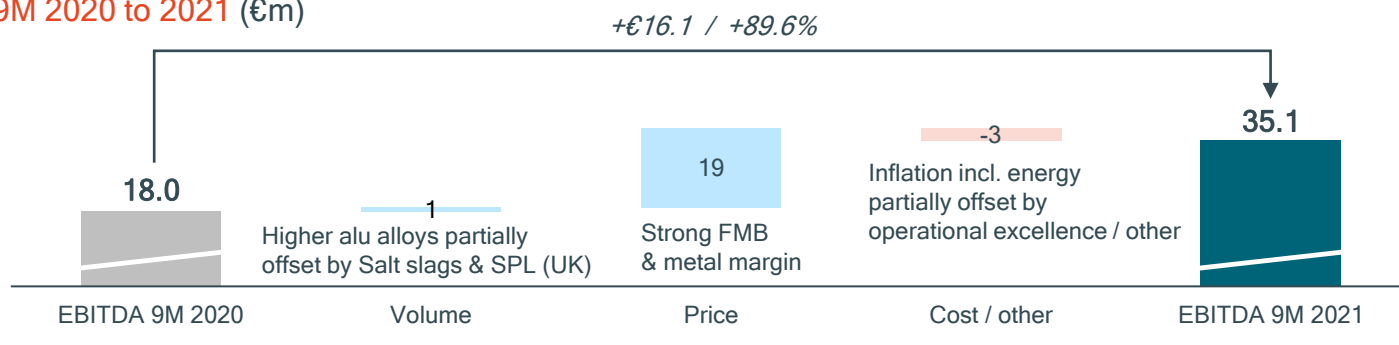 9M 2020 to 2021 (€m)
+€16.1 / +89.6%
18.0
1
Higher alu alloys partially
offset by Salt slags & SPL (UK)
19
Strong FMB
& metal margin
-3
Inflation incl. energy
partially offset by
operational excellence / other
35.1
EBITDA 9M 2020
Volume
Price
Cost / other
EBITDA 9M 2021